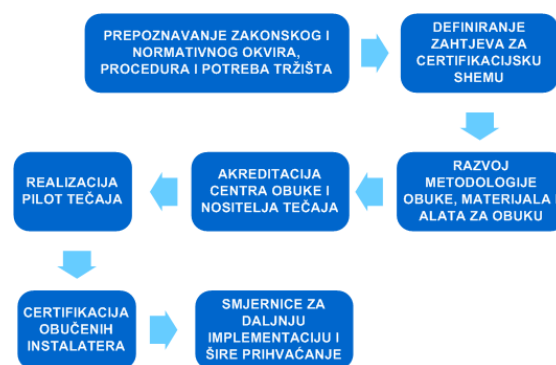 PREPOZNAVANJE ZAKONSKOG I
NORMATIVNOG OKVIRA,
PROCEDURA I POTREBA TRŽIŠTA
DEFINIRANJE
ZAHTJEVA ZA
CERTIFIKACIJSKU
SHEMU
RAZVOJ
METODOLOGIJE
OBUKE, MATERIJALA I
ALATA ZA OBUKU
AKREDITACIJA
CENTRA OBUKE I
NOSITELJA TEČAJA
REALIZACIJA
PILOT TEČAJA
CERTIFIKACIJA
OBUČENIH
INSTALATERA
SMJERNICE ZA
DALJNJU
IMPLEMENTACIJU I
ŠIRE PRIHVAĆANJE